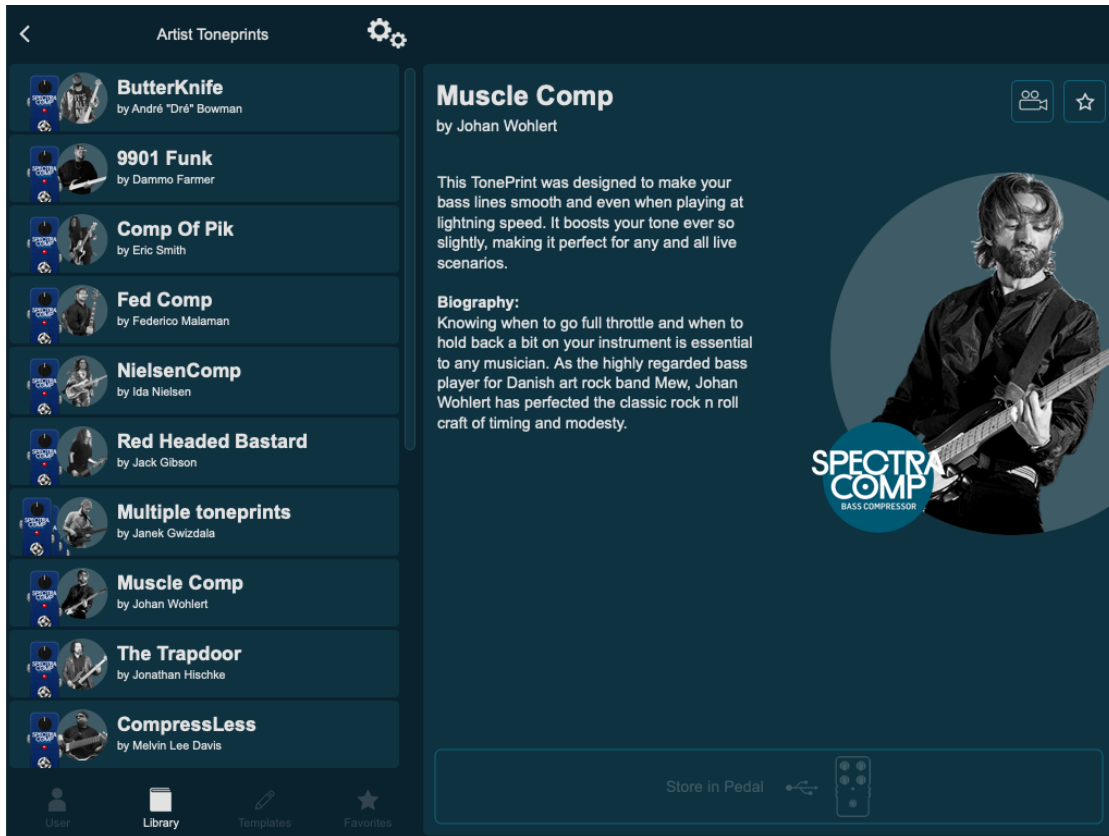 Artist Toneprints
ButterKnife
by André "Dré" Bowman
9901 Funk
by Dammo Farmer
Comp Of Pik
by Eric Smith
Fed Comp
by Federico Malaman
NielsenComp
by Ida Nielsen
Red Headed Bastard
by Jack Gibson
Multiple toneprints
by Janek Gwizdala
Muscle Comp
by Johan Wohlert
The Trapdoor
by Jonathan Hischke
CompressLess
by Melvin Lee Davis
User
Library
Templates
Favorites
Muscle Comp
by Johan Wohlert
This TonePrint was designed to make your
bass lines smooth and even when playing at
lightning speed. It boosts your tone ever so
slightly, making it perfect for any and all live
scenarios.
Biography:
Knowing when to go full throttle and when to
hold back a bit on your instrument is essential
to any musician. As the highly regarded bass
player for Danish art rock band Mew, Johan
Wohlert has perfected the classic rock n roll
craft of timing and modesty.
SPECTRA
COMP
BASS COMPRESSOR
Store in Pedal